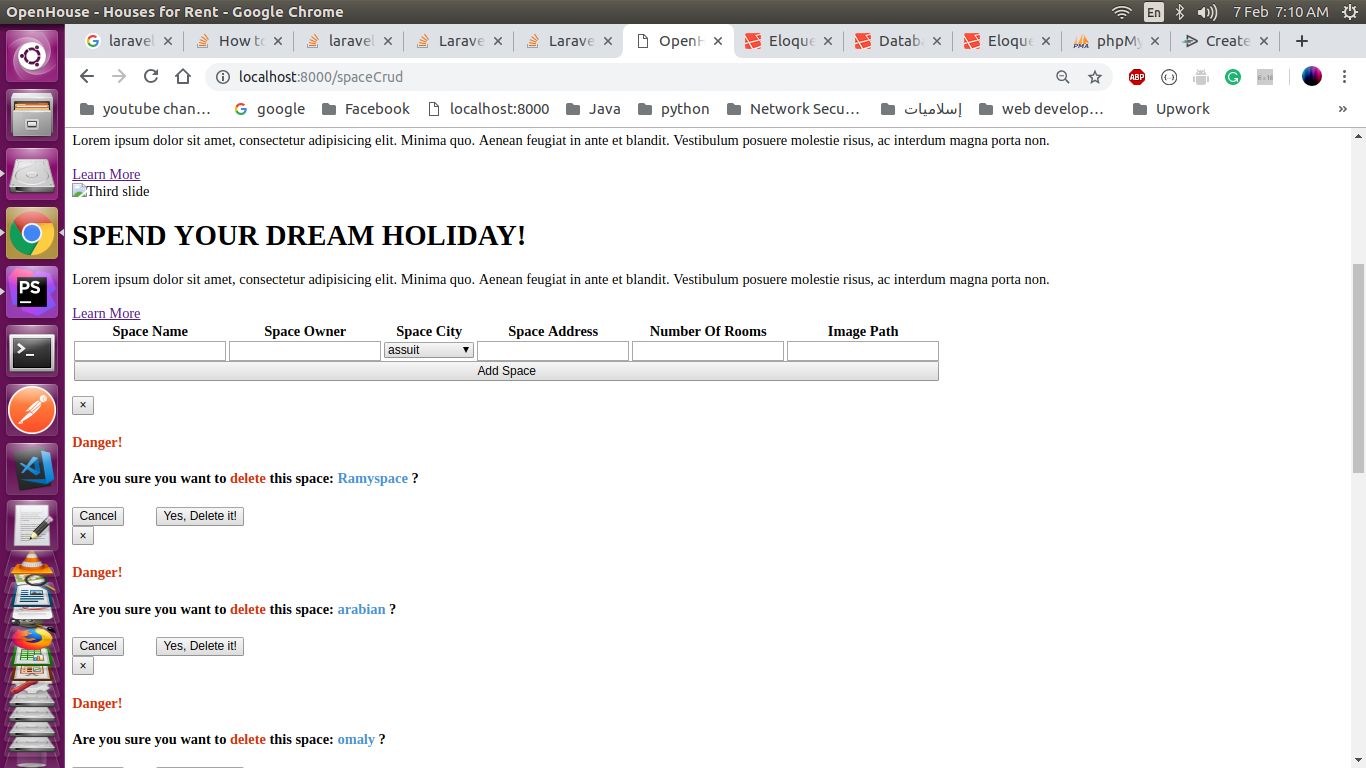 OpenHouse - Houses for Rent - Google Chrome
En
7 Feb 7:10 AM
laravel
How to
laravel
Larave
Larave
OpenH
Eloque
Datab
Eloque
phpMy
Create
localhost:8000/spaceCrud
ABP
youtube chan…
google
Facebook
localhost:8000
Java
python
Network Secu…
إسلاميات
web develop…
Upwork
»
Lorem ipsum dolor sit amet, consectetur adipisicing elit. Minima quo. Aenean feugiat in ante et blandit. Vestibulum posuere molestie risus, ac interdum magna porta non.
Learn More
Third slide
SPEND YOUR DREAM HOLIDAY!
Lorem ipsum dolor sit amet, consectetur adipisicing elit. Minima quo. Aenean feugiat in ante et blandit. Vestibulum posuere molestie risus, ac interdum magna porta non.
Learn More
Space Name Space Owner Space City Space Address Number Of Rooms Image Path
assuit
Add Space
×
Danger!
Are you sure you want to delete this space: Ramyspace ?
Cancel Yes, Delete it!
×
Danger!
Are you sure you want to delete this space: arabian ?
Cancel Yes, Delete it!
×
Danger!
Are you sure you want to delete this space: omaly ?
PS